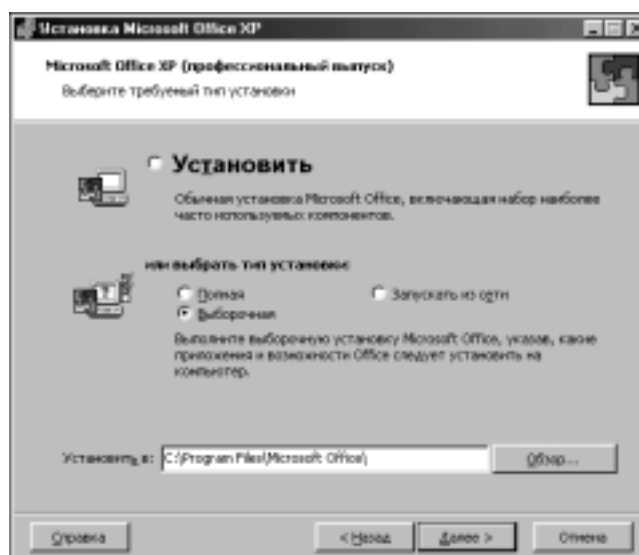 Установка Microsoft Office XP
Microsoft Office XP (профессиональный выпуск)
Выберите требуемый тип установки
Установить
Обычная установка Microsoft Office, включающая набор наиболее
часто используемых компонентов.
или выбрать тип установки:
Полная Запускать из сети
Выборочная
Выполните выборочную установку Microsoft Office, указав, какие
приложения и возможности Office следует установить на
компьютер.
Установить в: C:\Program Files\Microsoft Office\ Обзор...
Справка < Назад Далее > Отмена